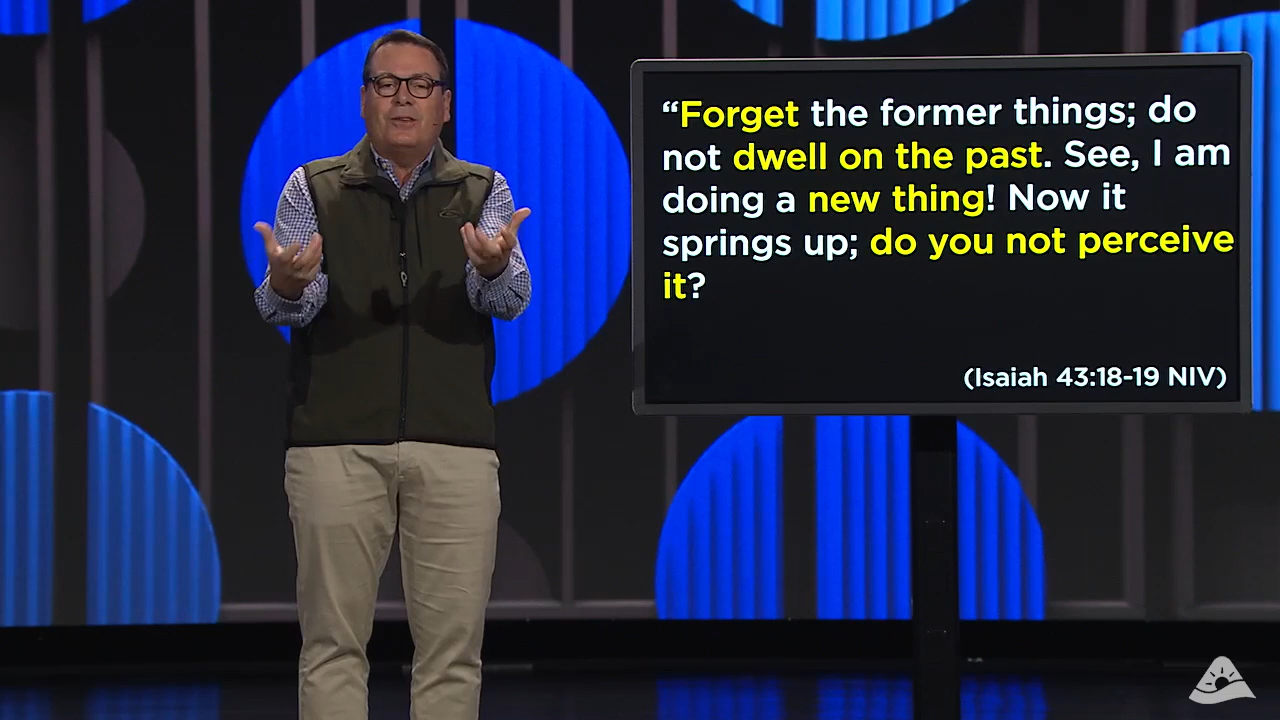 “Forget the former things; do
not dwell on the past. See, I am
doing a new thing! Now it
springs up; do you not perceive
it?
(Isaiah 43:18-19 NIV)